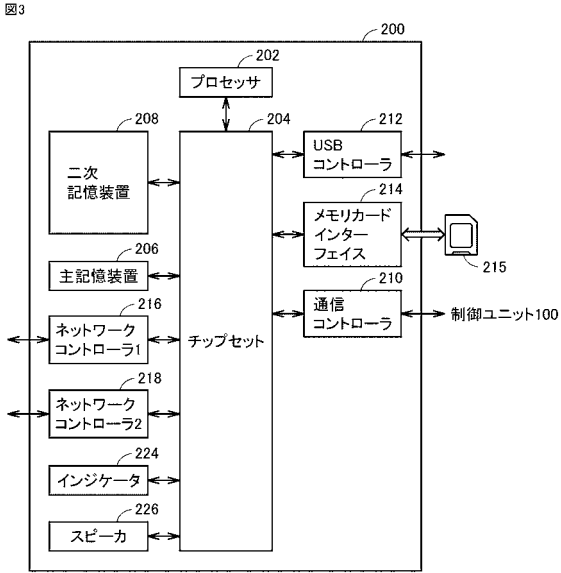 図3
200
202
プロセッサ
208
二次
記憶装置
204
チップセット
212
USB
コントローラ
214
メモリカード
インター
フェイス
215
206
主記憶装置
210
通信
コントローラ
制御ユニット100
216
ネットワーク
コントローラ1
218
ネットワーク
コントローラ2
224
インジケータ
226
スピーカ